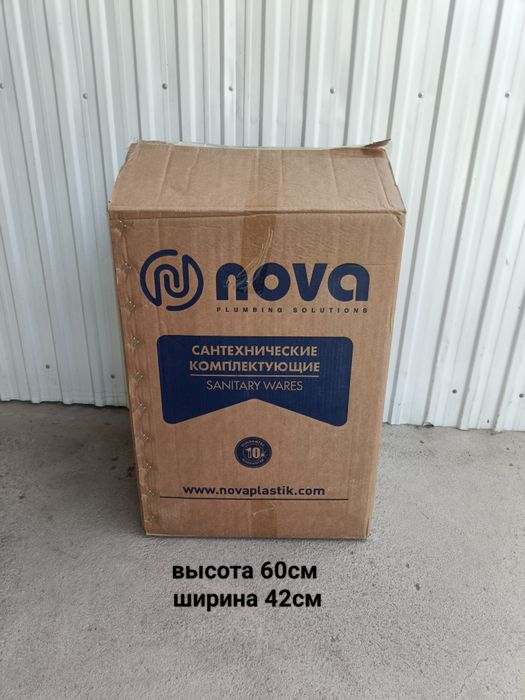 nova
PLUMBING SOLUTIONS
САНТЕХНИЧЕСКИЕ
КОМПЛЕКТУЮЩИЕ
SANITARY WARES
10
www.novaplastik.com
высота 60см
ширина 42см